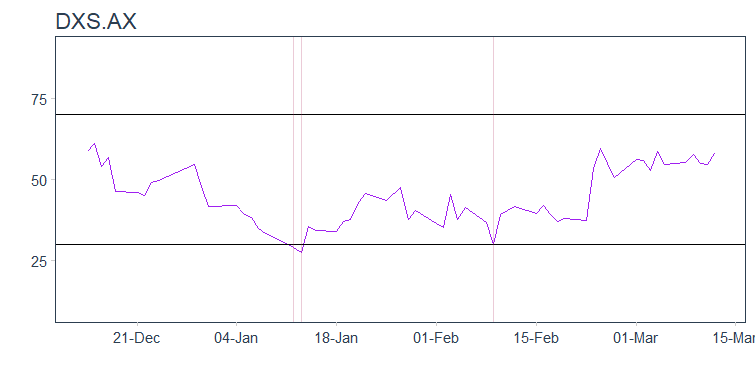 DXS.AX
75
50
25
21-Dec
04-Jan
18-Jan
01-Feb
15-Feb
01-Mar
15-Mar